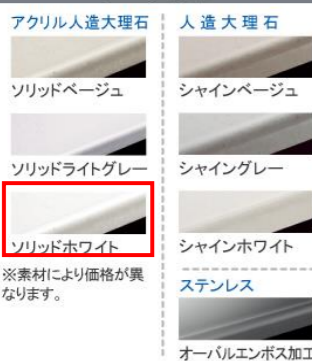 アクリル人造大理石
ソリッドベージュ
ソリッドライトグレー
ソリッドホワイト
※素材により価格が異
なります。
人造大理石
シャインベージュ
シャイングレー
シャインホワイト
ステンレス
オーバルエンボス加工